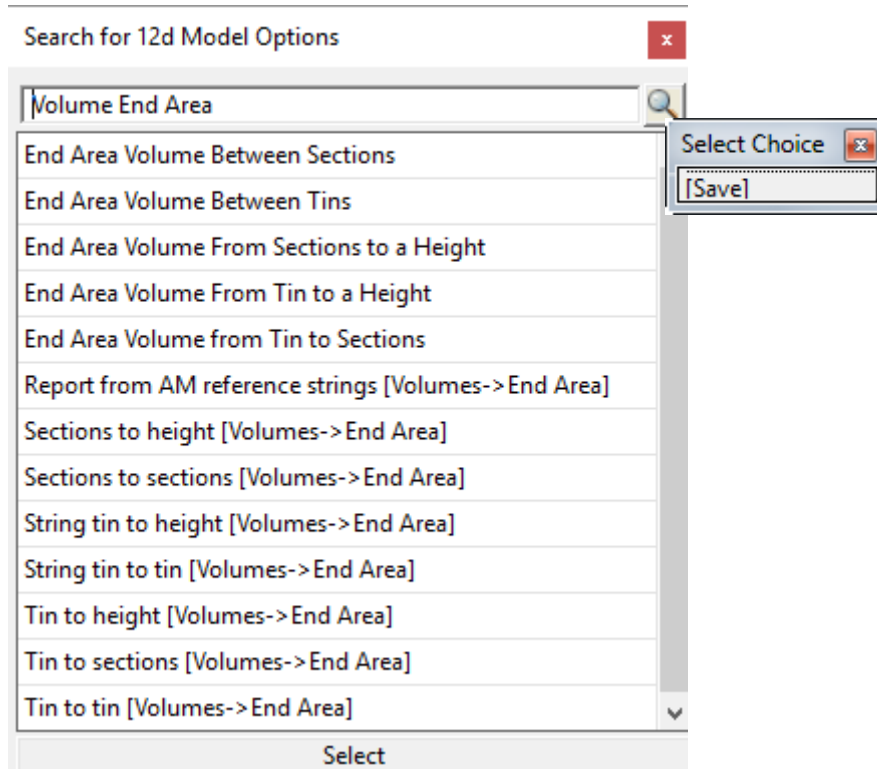 Search for 12d Model Options
x
Volume End Area
Select Choice
x
[Save]
End Area Volume Between Sections
End Area Volume Between Tins
End Area Volume From Sections to a Height
End Area Volume From Tin to a Height
End Area Volume from Tin to Sections
Report from AM reference strings [Volumes->End Area]
Sections to height [Volumes->End Area]
Sections to sections [Volumes->End Area]
String tin to height [Volumes->End Area]
String tin to tin [Volumes->End Area]
Tin to height [Volumes->End Area]
Tin to sections [Volumes->End Area]
Tin to tin [Volumes->End Area]
Select